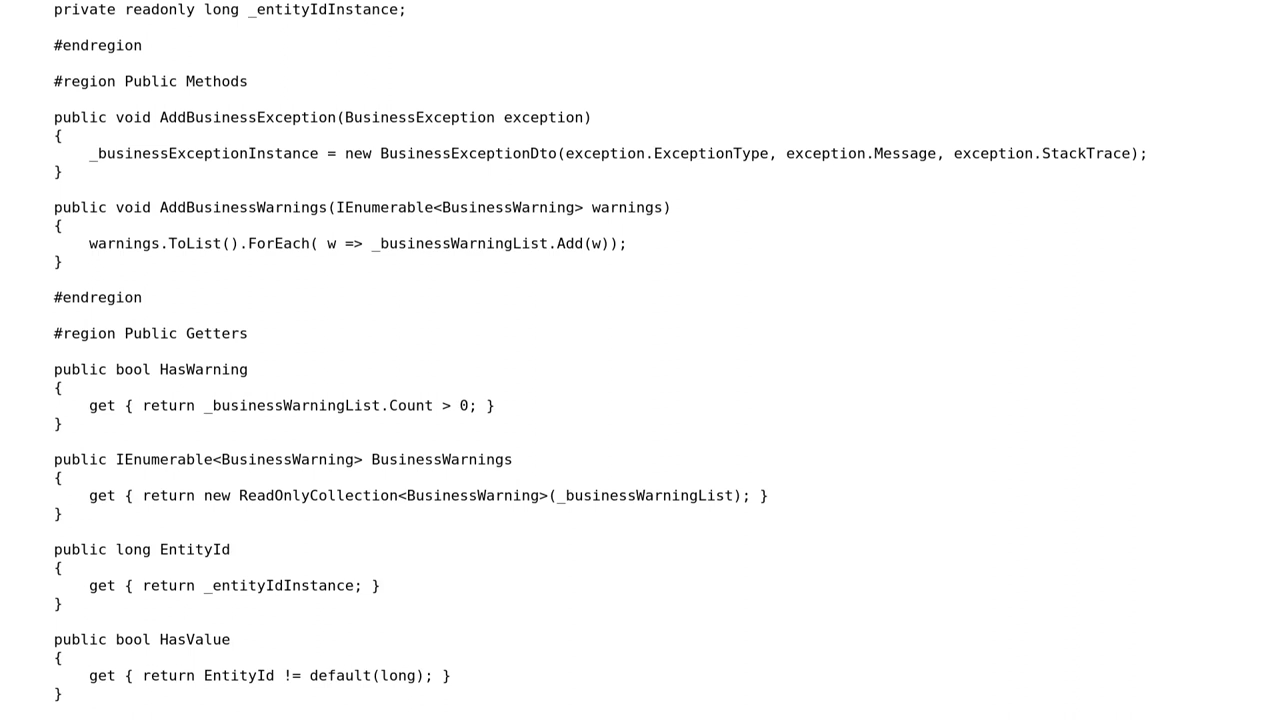 private readonly long _entityIdInstance;
#endregion
#region Public Methods
public void AddBusinessException(BusinessException exception)
{
    _businessExceptionInstance = new BusinessExceptionDto(exception.ExceptionType, exception.Message, exception.StackTrace);
}
public void AddBusinessWarnings(IEnumerable<BusinessWarning> warnings)
{
    warnings.ToList().ForEach( w => _businessWarningList.Add(w));
}
#endregion
#region Public Getters
public bool HasWarning
{
    get { return _businessWarningList.Count > 0; }
}
public IEnumerable<BusinessWarning> BusinessWarnings
{
    get { return new ReadOnlyCollection<BusinessWarning>(_businessWarningList); }
}
public long EntityId
{
    get { return _entityIdInstance; }
}
public bool HasValue
{
    get { return EntityId != default(long); }
}